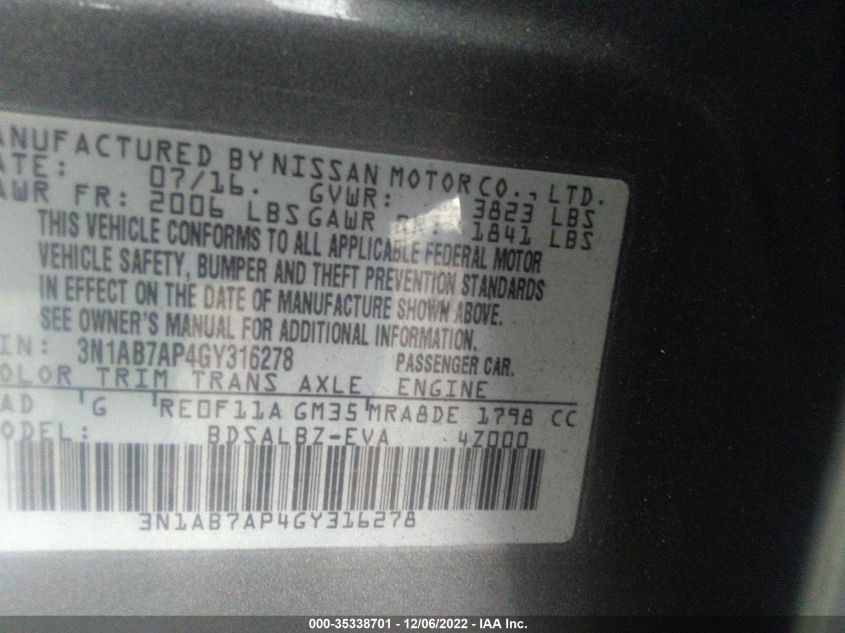 ANUFACTURED BY NISSAN MOTOR CO., LTD.
ATE: 07/16. GVWR: 3823 LBS
AWR FR: 2006 LBS GAWR 1841 LBS
THIS VEHICLE CONFORMS TO ALL APPLICABLE FEDERAL MOTOR
VEHICLE SAFETY, BUMPER AND THEFT PREVENTION STANDARDS
IN EFFECT ON THE DATE OF MANUFACTURE SHOWN ABOVE.
SEE OWNER'S MANUAL FOR ADDITIONAL INFORMATION.
IN: 3N1AB7AP4GY316278 PASSENGER CAR.
OLOR TRIM TRANS AXLE ENGINE
AD G RE0F11A GM35 MRA8DE 1798 CC
ODEL: BDSALBZ-EVA 4Z000
3N1AB7AP4GY316278
000-35338701 - 12/06/2022 - IAA Inc.